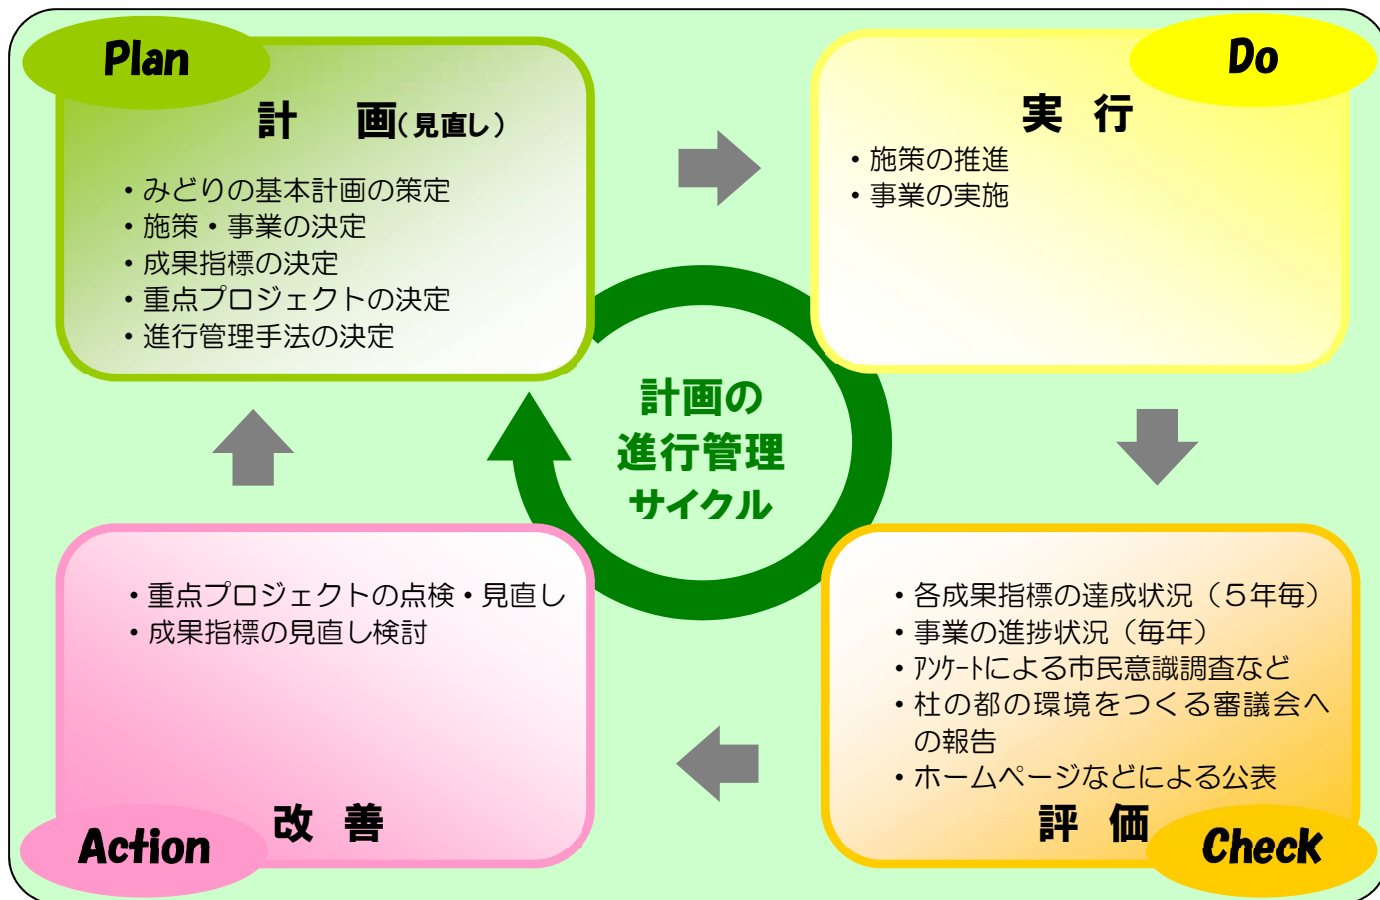 Plan
計 画(見直し)
・みどりの基本計画の策定
・施策・事業の決定
・成果指標の決定
・重点プロジェクトの決定
・進行管理手法の決定
Do
実 行
・施策の推進
・事業の実施
計画の
進行管理
サイクル
・重点プロジェクトの点検・見直し
・成果指標の見直し検討
改 善
Action
・各成果指標の達成状況(5年毎)
・事業の進捗状況(毎年)
・アンケートによる市民意識調査など
・杜の都の環境をつくる審議会へ
の報告
・ホームページなどによる公表
評 価
Check